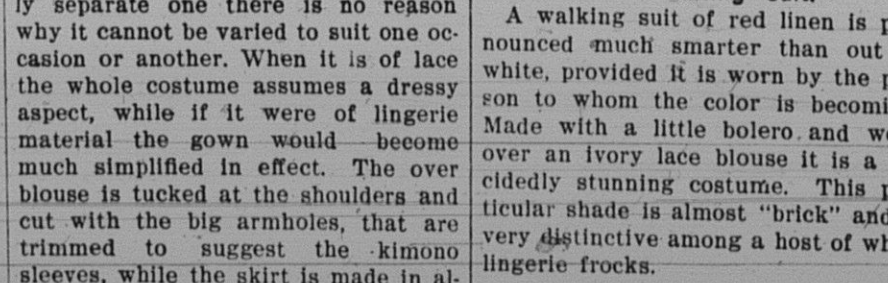 ly separate one there is no reason
why it cannot be varied to suit one oc-
casion or another. When it is of lace
the whole costume assumes a dressy
aspect, while if it were of lingerie
material the gown would become
much simplified in effect. The over
blouse is tucked at the shoulders and
cut with the big armholes, that are
trimmed to suggest the kimono
sleeves, while the skirt is made in al-
A walking suit of red linen is
nounced much smarter than out
white, provided it is worn by the
son to whom the color is becomi
Made with a little bolero and
over an ivory lace blouse it is a
cidedly stunning costume. This
ticular shade is almost "brick" and
very distinctive among a host of
lingerie frocks.